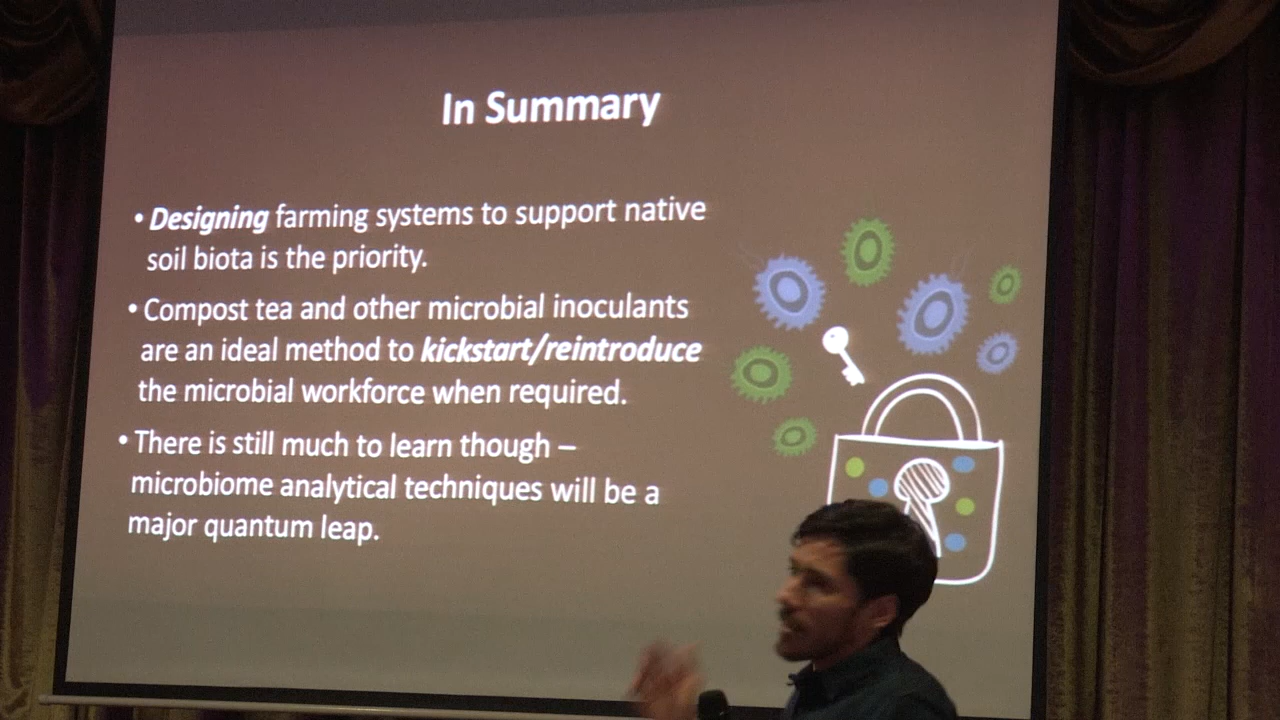 In Summary
• Designing farming systems to support native
soil biota is the priority.
• Compost tea and other microbial inoculants
are an ideal method to kickstart/reintroduce
the microbial workforce when required.
• There is still much to learn though –
microbiome analytical techniques will be a
major quantum leap.